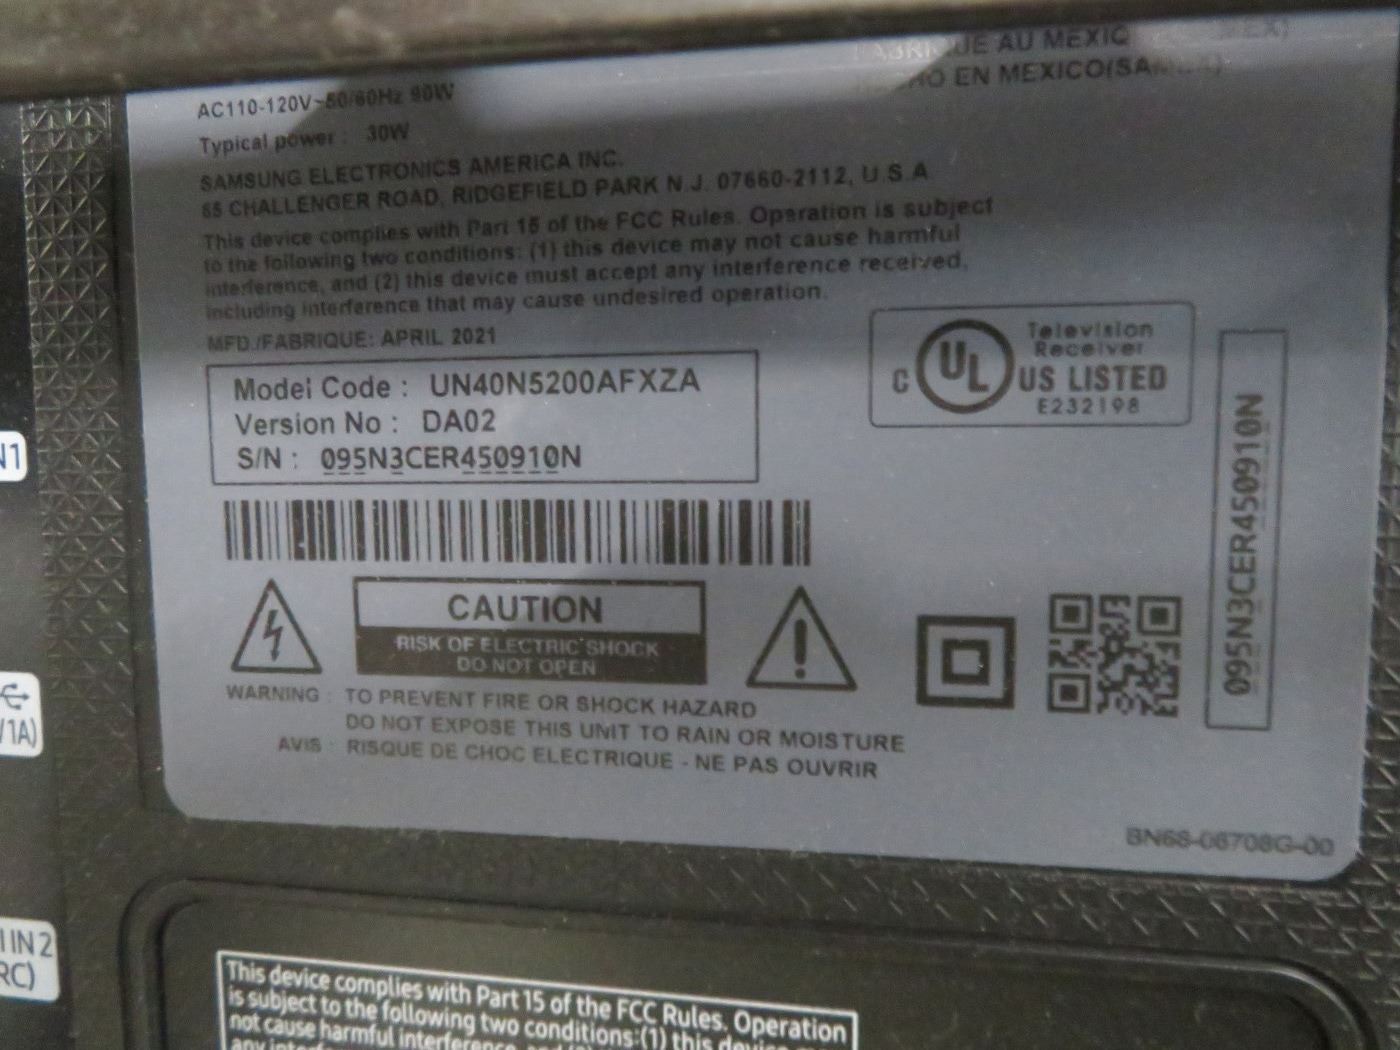 AU MEXIQ
EN MEXICO(SA
AC110-120V~50/60Hz 90W
Typical power : 30W
SAMSUNG ELECTRONICS AMERICA INC.
85 CHALLENGER ROAD, RIDGEFIELD PARK N.J. 07660-2112, U.S.A
This device complies with Part 15 of the FCC Rules. Operation is subject
to the following two conditions: (1) this device may not cause harmful
interference, and (2) this device must accept any interference received,
including interference that may cause undesired operation.
MFD./FABRIQUE: APRIL 2021
Model Code : UN40N5200AFXZA
Version No : DA02
S/N : 095N3CER450910N
C UL US LISTED
Television
Receiver
E232198
095N3CER450910N
CAUTION
RISK OF ELECTRIC SHOCK
DO NOT OPEN
WARNING : TO PREVENT FIRE OR SHOCK HAZARD
DO NOT EXPOSE THIS UNIT TO RAIN OR MOISTURE
AVIS : RISQUE DE CHOC ELECTRIQUE - NE PAS OUVRIR
BN68-06708G-00
N1
/1A)
IN 2
RC)
This device complies with Part 15 of the FCC Rules. Operation
is subject to the following two conditions:(1) this device
not cause harmful interference, and
any